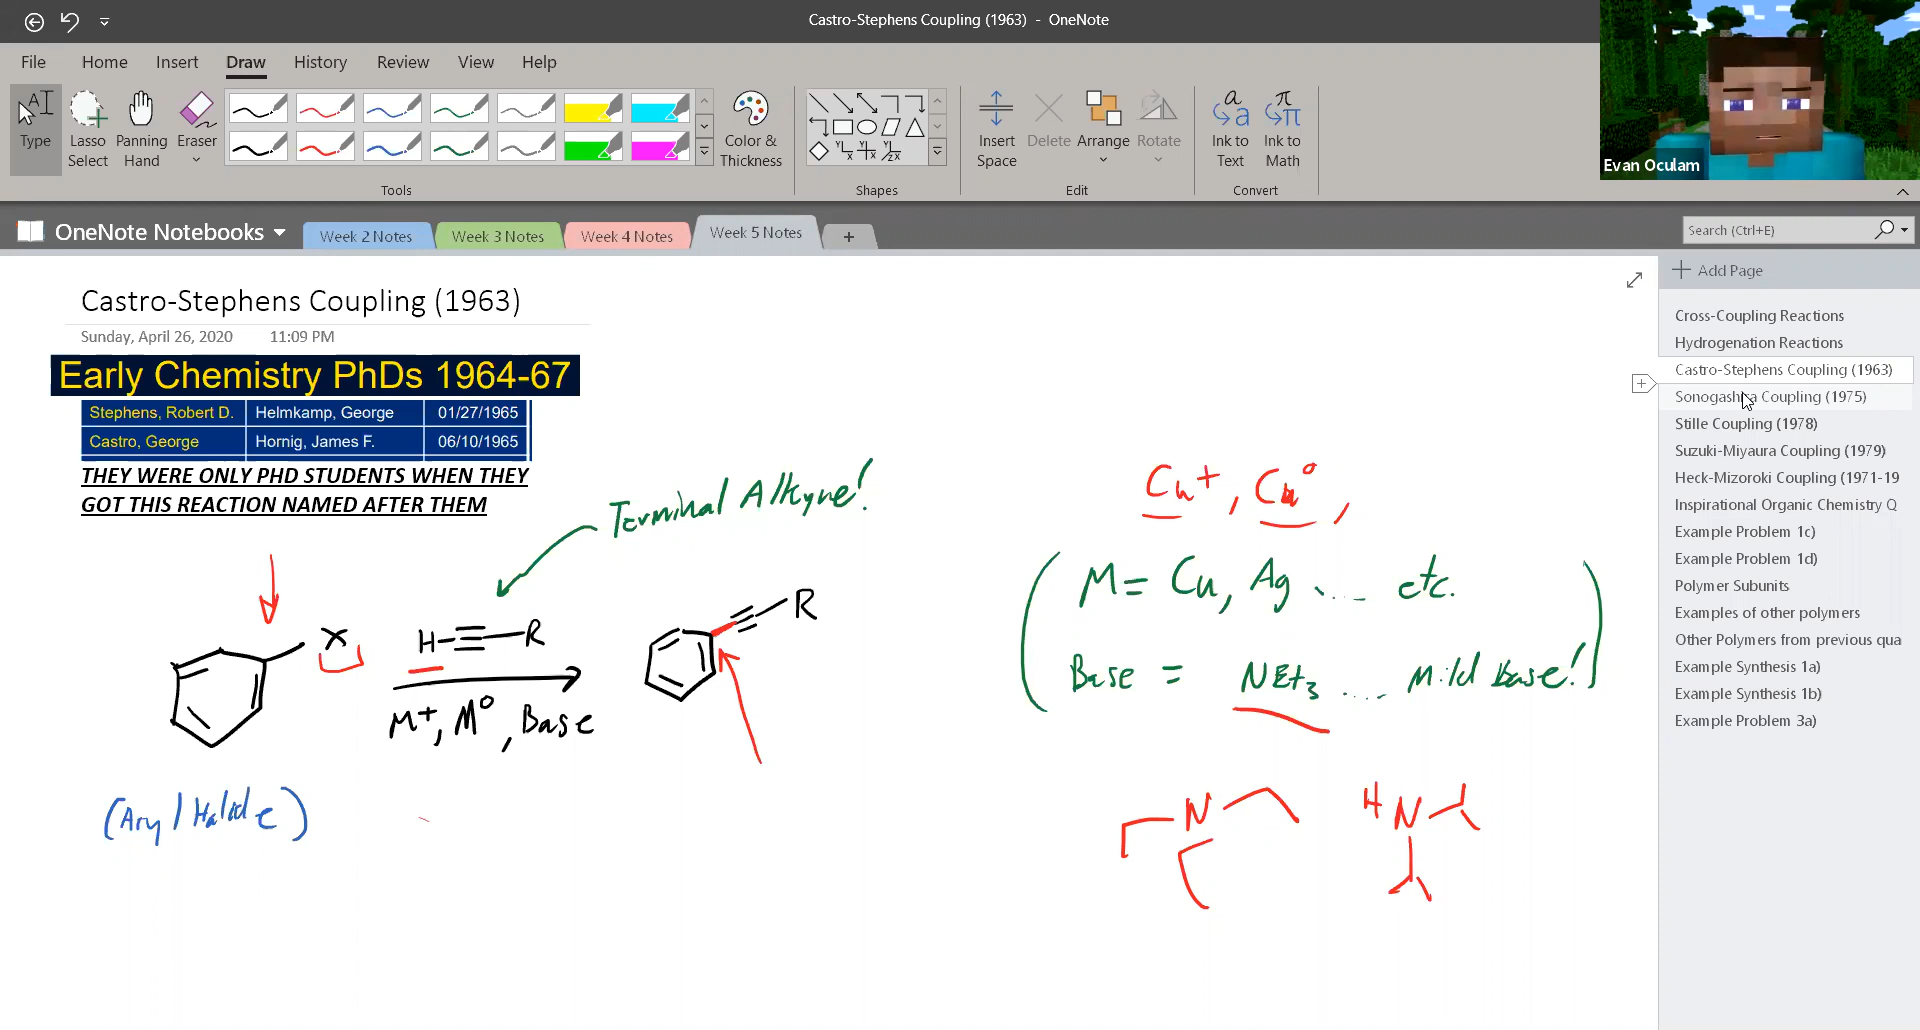 Castro-Stephens Coupling (1963) - OneNote
File Home Insert Draw History Review View Help
Type
Lasso Select
Panning Hand
Eraser
Color & Thickness
Insert Space
Delete
Arrange
Rotate
Ink to Text
Ink to Math
Tools
Shapes
Edit
Convert
Evan Oculam
OneNote Notebooks
Week 2 Notes
Week 3 Notes
Week 4 Notes
Week 5 Notes
Search (Ctrl+E)
Castro-Stephens Coupling (1963)
Sunday, April 26, 2020 11:09 PM
Early Chemistry PhDs 1964-67
Stephens, Robert D. Helmkamp, George 01/27/1965
Castro, George Hornig, James F. 06/10/1965
THEY WERE ONLY PHD STUDENTS WHEN THEY
GOT THIS REACTION NAMED AFTER THEM
Terminal Alkyne!
Cu+, Cu°,
M = Cu, Ag ..... etc.
Base = NEt3 .... Mild Base!
X
H≡R
M+, M°, Base
R
(Aryl Halide)
N
HN
Add Page
Cross-Coupling Reactions
Hydrogenation Reactions
Castro-Stephens Coupling (1963)
Sonogashira Coupling (1975)
Stille Coupling (1978)
Suzuki-Miyaura Coupling (1979)
Heck-Mizoroki Coupling (1971-19
Inspirational Organic Chemistry Q
Example Problem 1c)
Example Problem 1d)
Polymer Subunits
Examples of other polymers
Other Polymers from previous qua
Example Synthesis 1a)
Example Synthesis 1b)
Example Problem 3a)